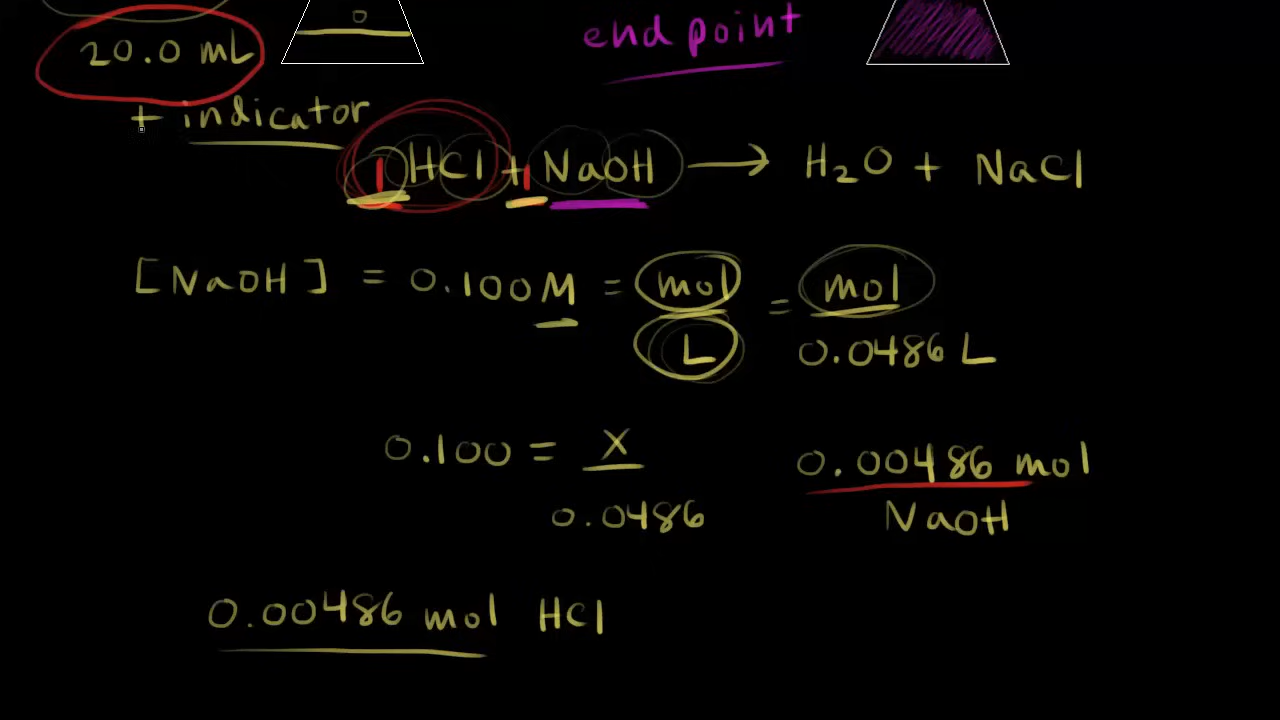 20.0 mL
end point
+ indicator
1 HCl + 1 NaOH → H₂O + NaCl
[NaOH] = 0.100 M = mol / L = mol / 0.0486 L
0.100 = X / 0.0486
0.00486 mol
NaOH
0.00486 mol HCl